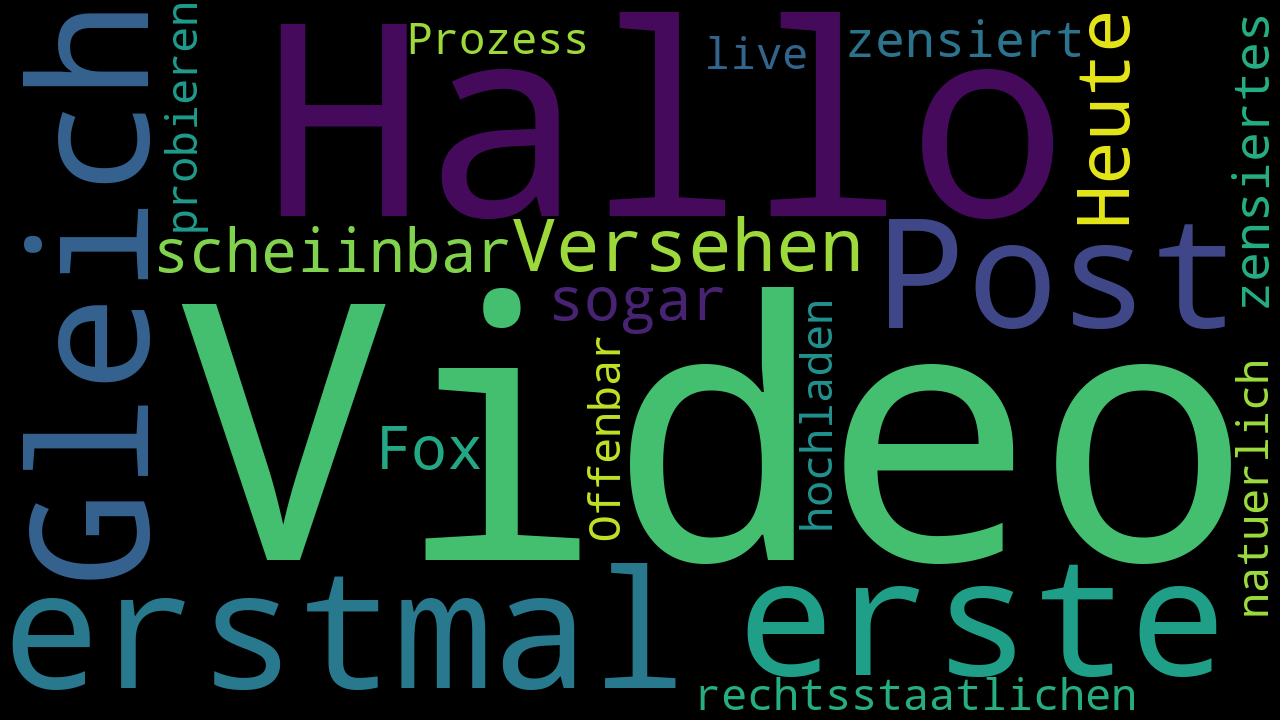 Gleich
probieren
Hallo
Prozess
live
zensiert
Heute
zensiertes
scheiinbar
Versehen
Post
sogar
Video
Fox
Offenbar
hochladen
natuerlich
erstmal
erste
rechtsstaatlichen